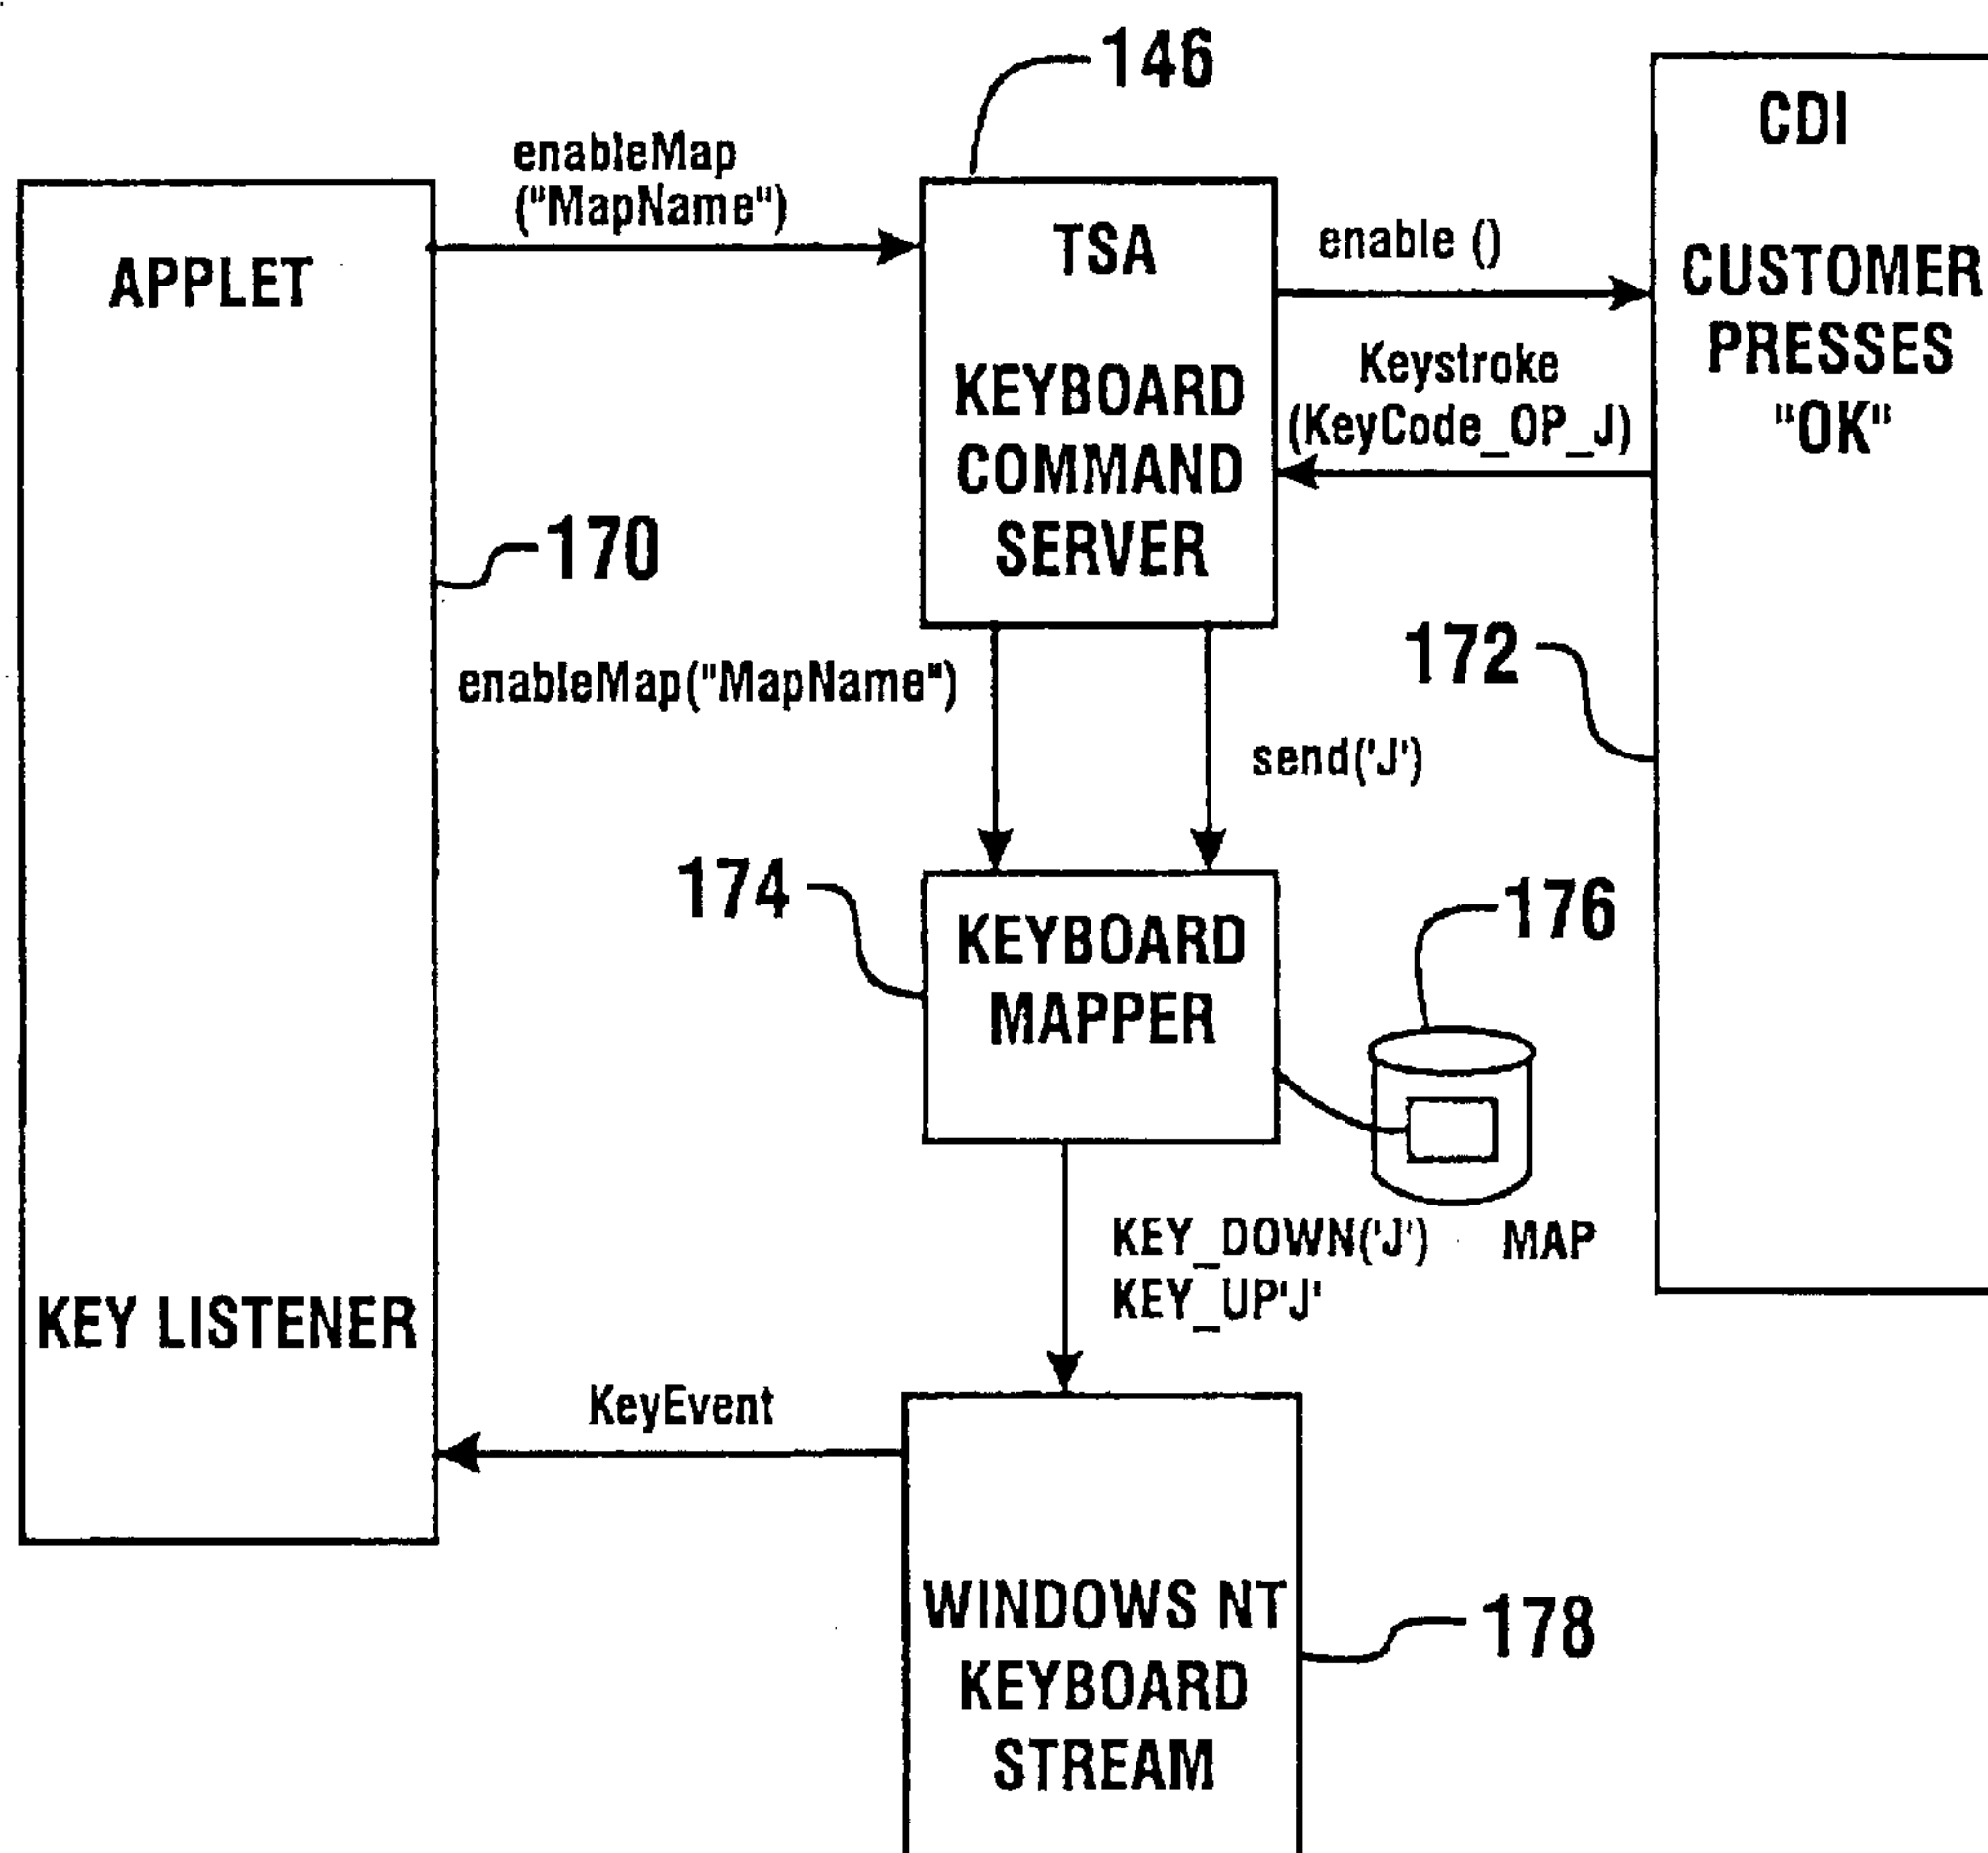 146
CDI
CUSTOMER
PRESSES
"OK"
enableMap
("MapName")
APPLET
TSA
KEYBOARD
COMMAND
SERVER
enable ()
Keystroke
(KeyCode_OP_J)
170
172
enableMap("MapName")
send('J')
174
KEYBOARD
MAPPER
176
KEY_DOWN('J')
KEY_UP'J'
MAP
KEY LISTENER
KeyEvent
WINDOWS NT
KEYBOARD
STREAM
178